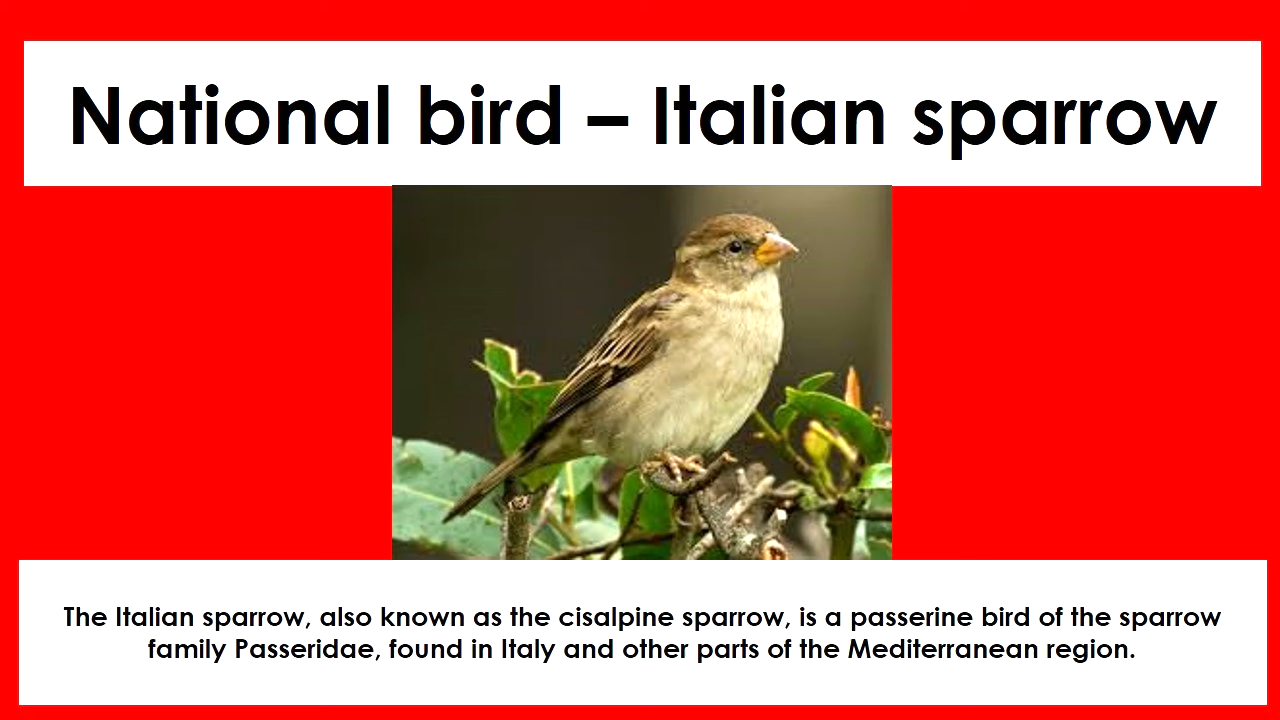 National bird – Italian sparrow
The Italian sparrow, also known as the cisalpine sparrow, is a passerine bird of the sparrow
family Passeridae, found in Italy and other parts of the Mediterranean region.